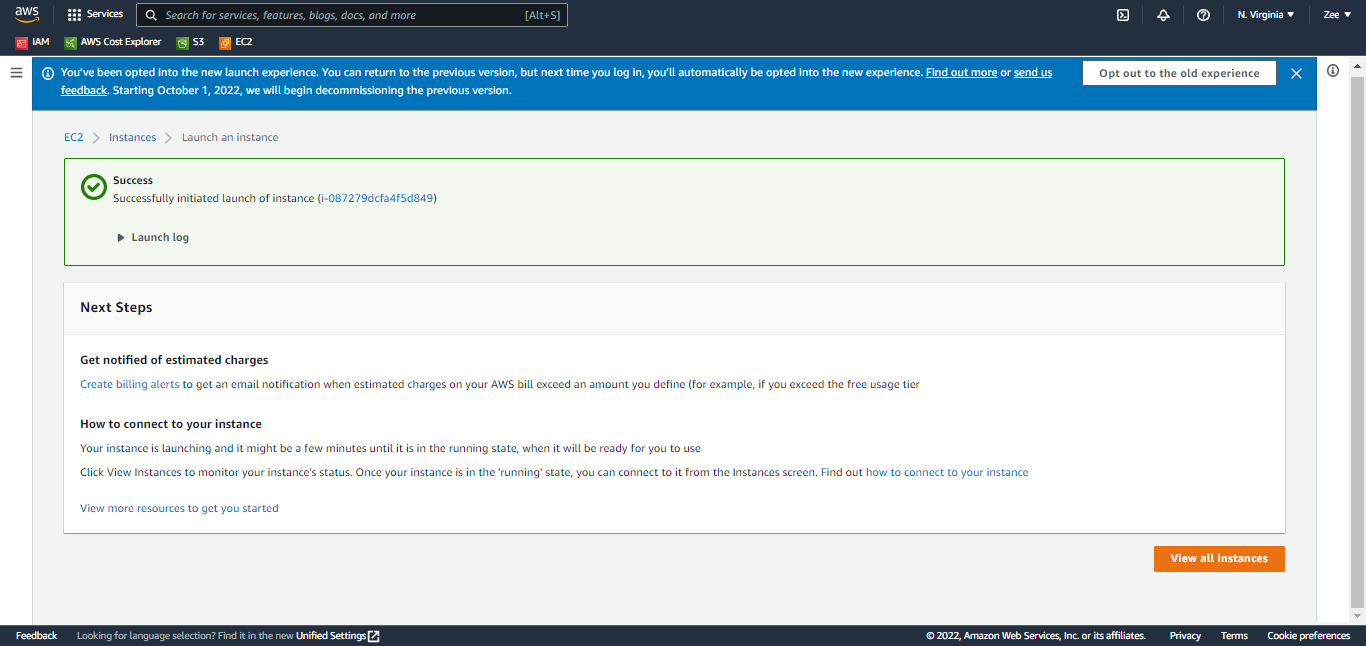 aws
Services
Search for services, features, blogs, docs, and more [Alt+S]
N. Virginia
Zee
IAM AWS Cost Explorer S3 EC2
You've been opted into the new launch experience. You can return to the previous version, but next time you log in, you'll automatically be opted into the new experience. Find out more or send us
feedback. Starting October 1, 2022, we will begin decommissioning the previous version.
Opt out to the old experience
EC2 Instances Launch an instance
Success
Successfully initiated launch of instance (i-087279dcfa4f5d849)
Launch log
Next Steps
Get notified of estimated charges
Create billing alerts to get an email notification when estimated charges on your AWS bill exceed an amount you define (for example, if you exceed the free usage tier
How to connect to your instance
Your instance is launching and it might be a few minutes until it is in the running state, when it will be ready for you to use
Click View Instances to monitor your instance's status. Once your instance is in the 'running' state, you can connect to it from the Instances screen. Find out how to connect to your instance
View more resources to get you started
View all instances
Feedback Looking for language selection? Find it in the new Unified Settings © 2022, Amazon Web Services, Inc. or its affiliates. Privacy Terms Cookie preferences